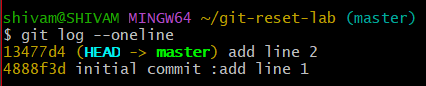 shivam@SHIVAM MINGW64 ~/git-reset-lab (master)
$ git log --oneline
13477d4 (HEAD -> master) add line 2
4888f3d initial commit :add line 1